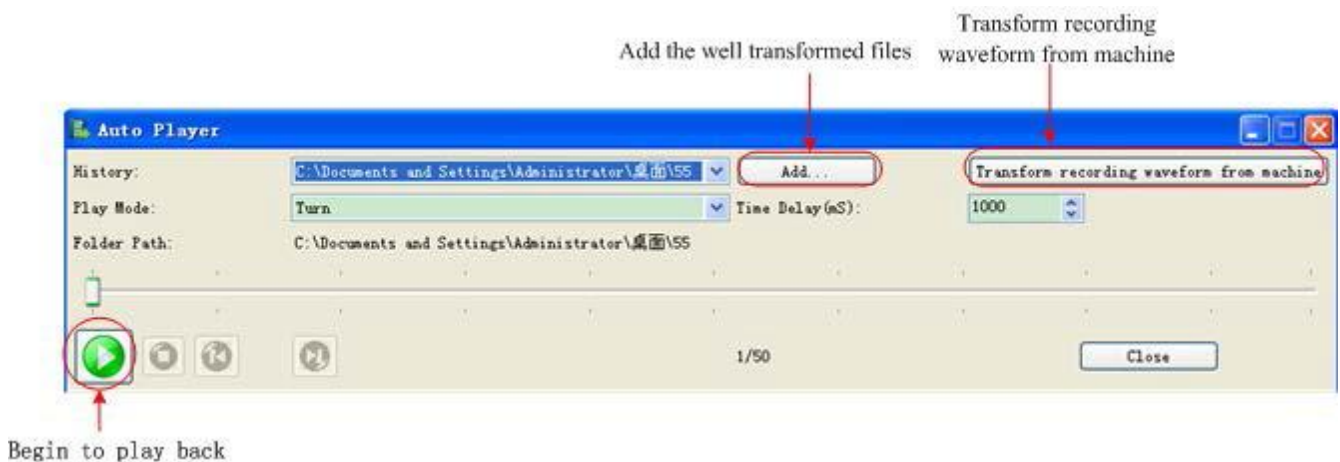 Transform recording
waveform from machine
Add the well transformed files
Auto Player
History:
C:\Documents and Settings\Administrator\桌面\55
Add...
Transform recording waveform from machine
Play Mode:
Turn
Time Delay(mS):
1000
Folder Path:
C:\Documents and Settings\Administrator\桌面\55
1/50
Close
Begin to play back